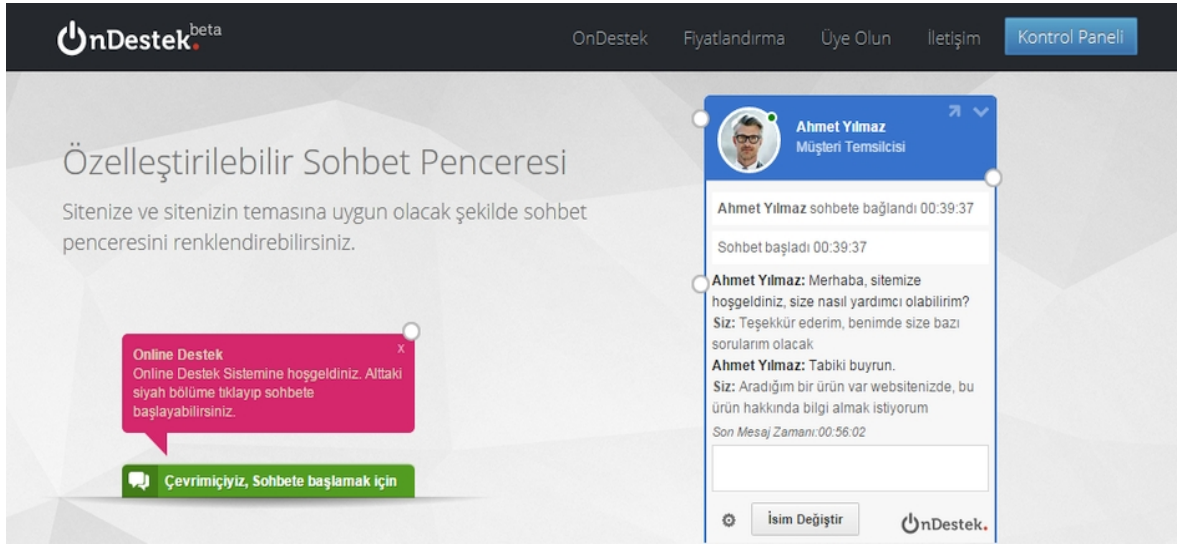 OnDestek. beta
OnDestek Fiyatlandırma Üye Olun İletişim Kontrol Paneli
Özelleştirilebilir Sohbet Penceresi
Sitenize ve sitenizin temasına uygun olacak şekilde sohbet
penceresini renklendirebilirsiniz.
Online Destek x
Online Destek Sistemine hoşgeldiniz. Alttaki
siyah bölüme tıklayıp sohbete
başlayabilirsiniz.
Çevrimiçiyiz, Sohbete başlamak için
Ahmet Yılmaz
Müşteri Temsilcisi
Ahmet Yılmaz sohbete bağlandı 00:39:37
Sohbet başladı 00:39:37
Ahmet Yılmaz: Merhaba, sitemize
hoşgeldiniz, size nasıl yardımcı olabilirim?
Siz: Teşekkür ederim, benimde size bazı
sorularım olacak
Ahmet Yılmaz: Tabiki buyrun.
Siz: Aradığım bir ürün var websitenizde, bu
ürün hakkında bilgi almak istiyorum
Son Mesaj Zamanı:00:56:02
İsim Değiştir
OnDestek.